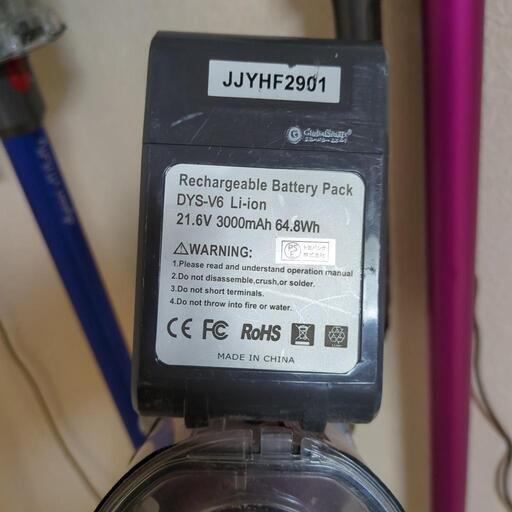 JJYHF2901
Rechargeable Battery Pack
DYS-V6 Li-ion
21.6V 3000mAh 64.8Wh
WARNING:
PS
E
1.Please read and understand operation manual
2.Do not disassemble,crush,or solder.
3.Do not short terminals.
4.Do not throw into fire or water.
CE FC RoHS
MADE IN CHINA